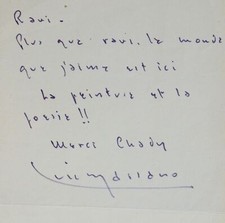 Ravi.
Plus que ravi. le monde
que j'aime est ici
La peinture et la
poésie !!
Merci Chady